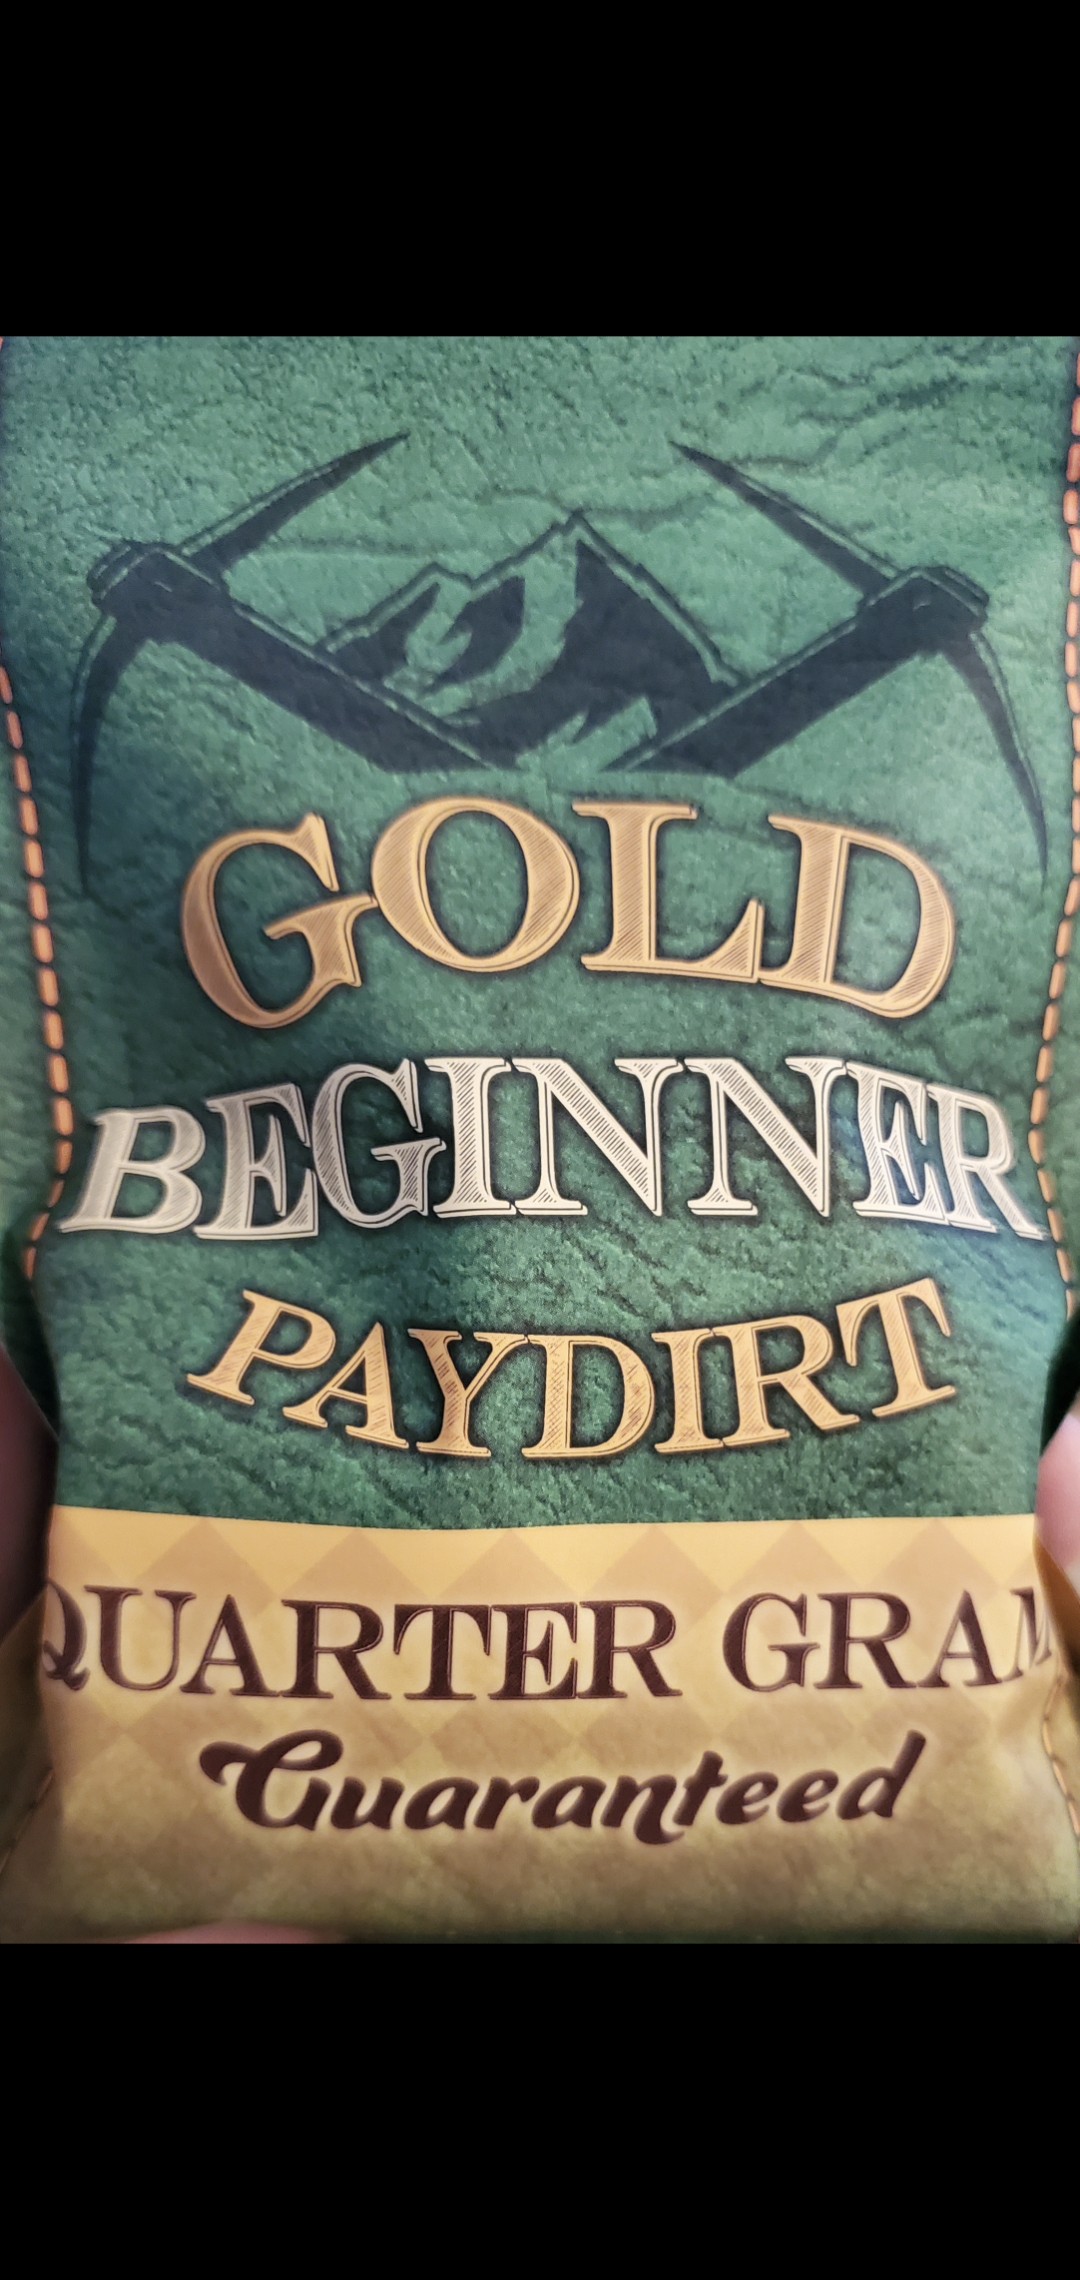 GOLD
BEGINNER
PAYDIRT
QUARTER GRAM
Guaranteed